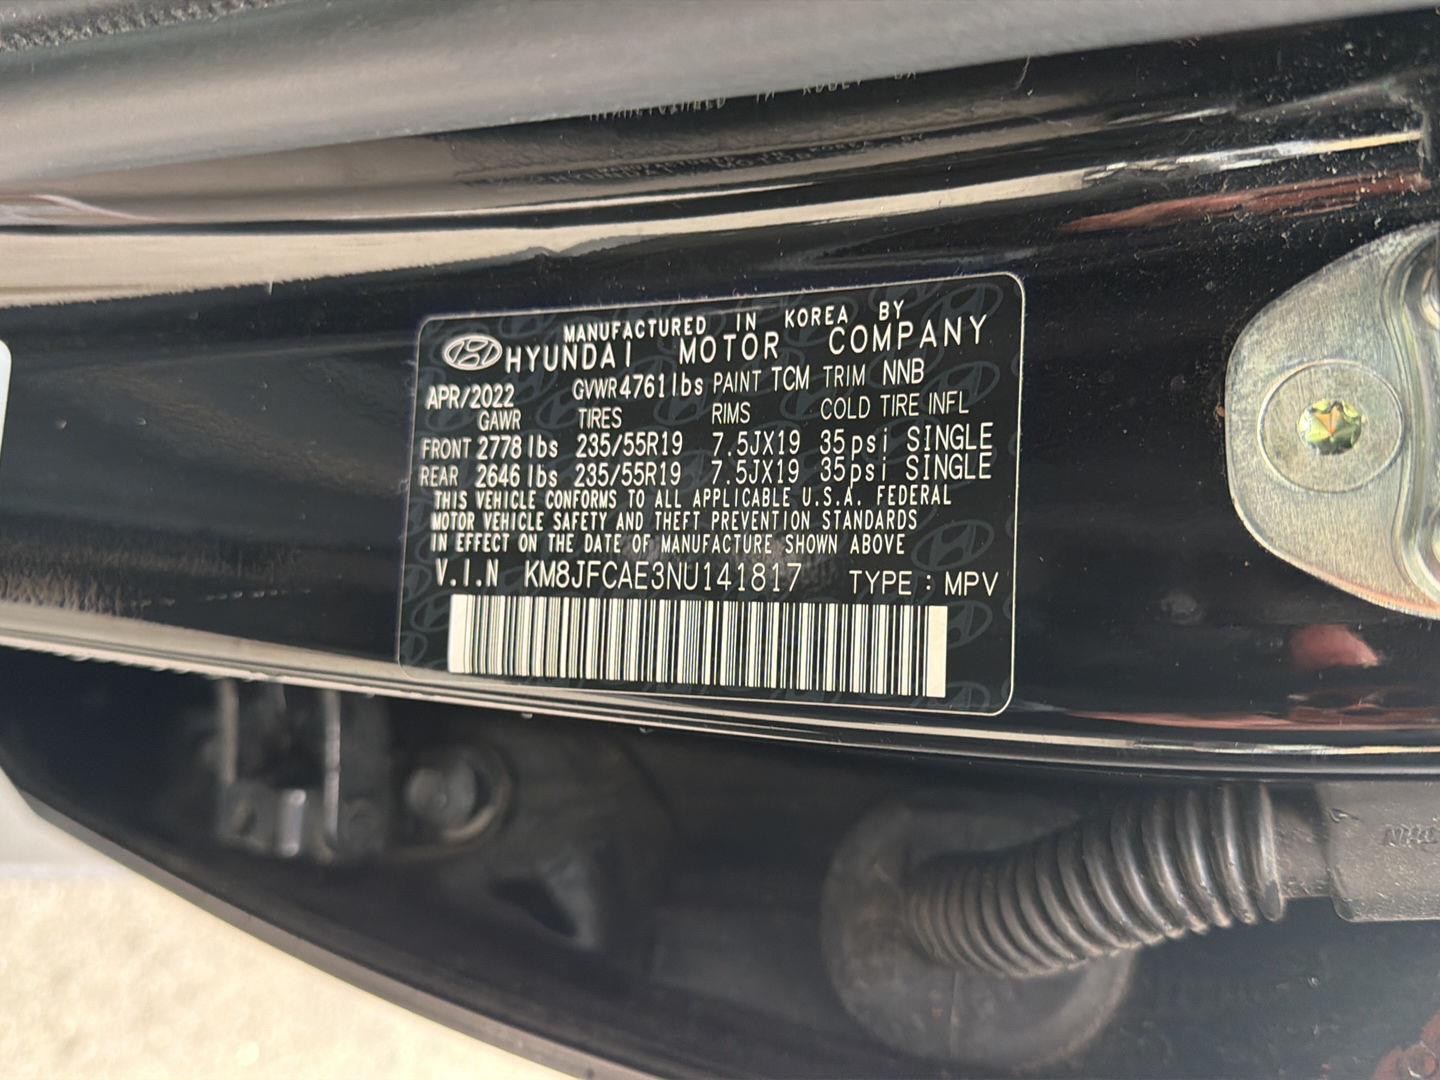 MANUFACTURED IN KOREA BY
HYUNDAI MOTOR COMPANY
APR/2022 GVWR 4761lbs PAINT TCM TRIM NNB
GAWR TIRES RIMS COLD TIRE INFL
FRONT 2778 lbs 235/55R19 7.5JX19 35psi SINGLE
REAR 2646 lbs 235/55R19 7.5JX19 35psi SINGLE
THIS VEHICLE CONFORMS TO ALL APPLICABLE U.S.A. FEDERAL
MOTOR VEHICLE SAFETY AND THEFT PREVENTION STANDARDS
IN EFFECT ON THE DATE OF MANUFACTURE SHOWN ABOVE
V.I.N KM8JFCAE3NU141817 TYPE : MPV